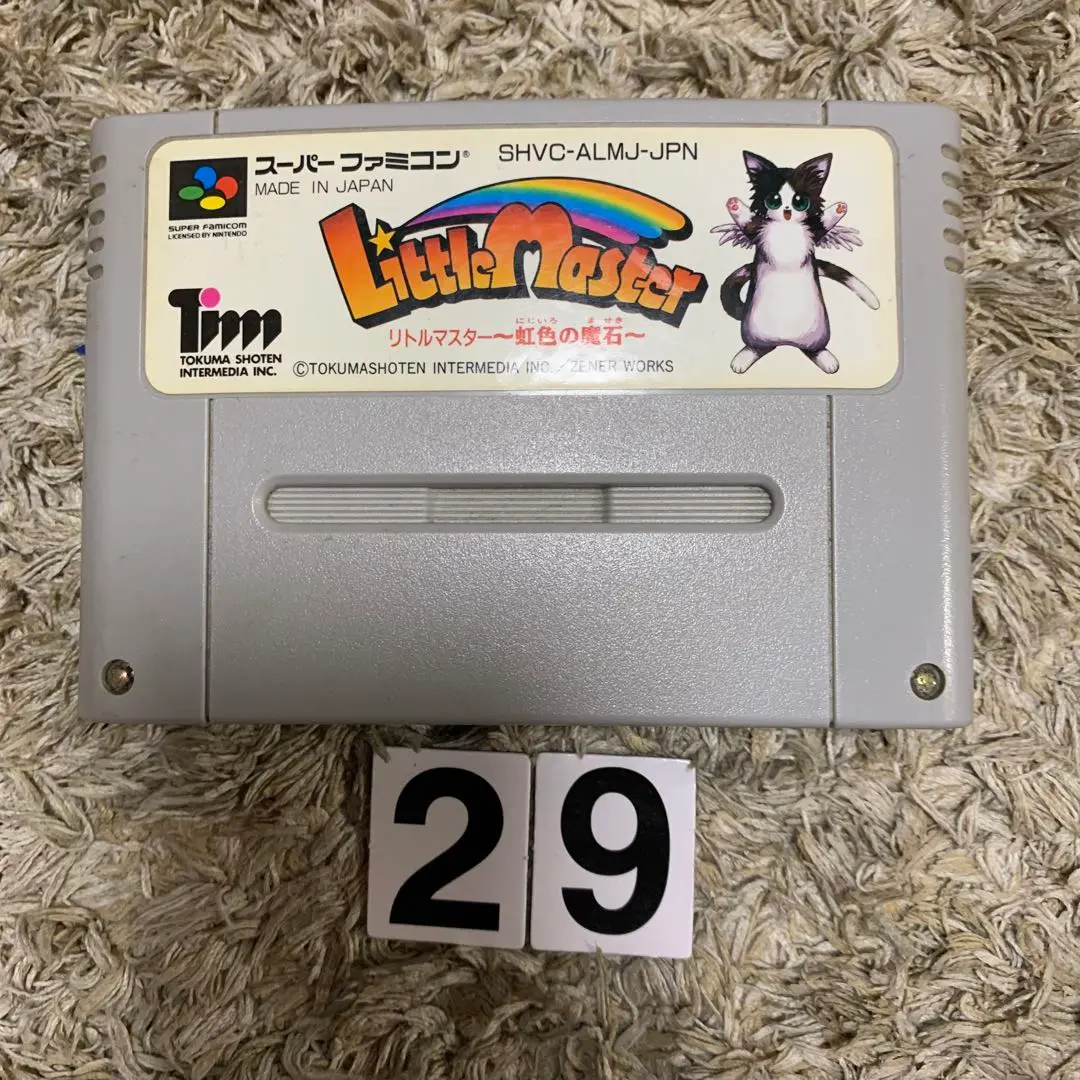 スーパーファミコン®
SHVC-ALMJ-JPN
MADE IN JAPAN
SUPER FAMICOM
LICENSED BY NINTENDO
Little Master
にじいろ ませき
リトルマスター〜虹色の魔石〜
Tim
TOKUMA SHOTEN
INTERMEDIA INC.
©TOKUMASHOTEN INTERMEDIA INC. / ZENER WORKS
29